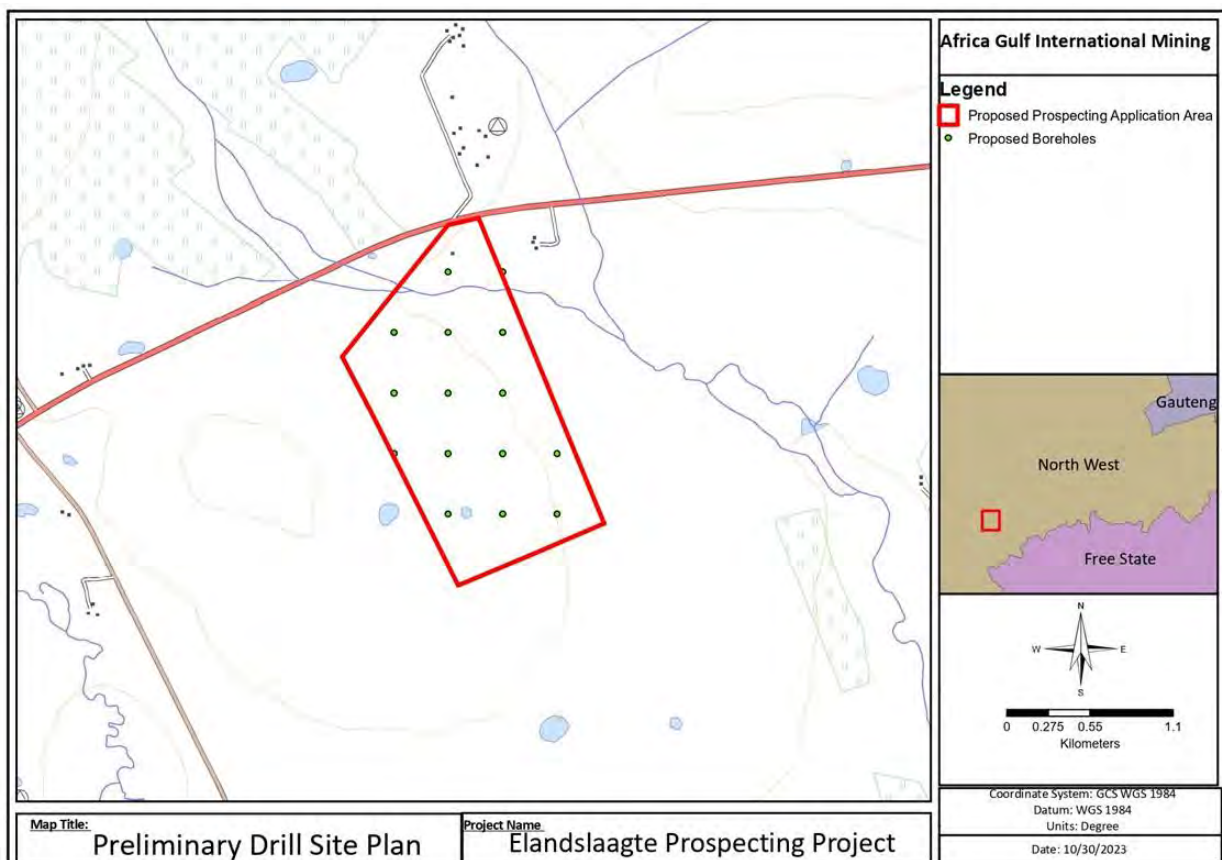 Africa Gulf International Mining
Legend
Proposed Prospecting Application Area
Proposed Boreholes
Gauteng
North West
Free State
N
W E
S
0 0.275 0.55 1.1
Kilometers
Coordinate System: GCS WGS 1984
Datum: WGS 1984
Units: Degree
Date: 10/30/2023
Map Title:
Preliminary Drill Site Plan
Project Name
Elandslaagte Prospecting Project